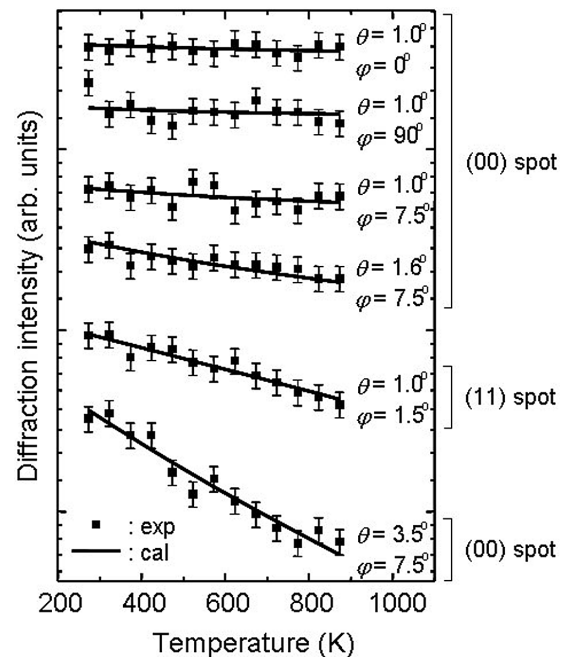 Diffraction intensity (arb. units)
θ = 1.0°
φ = 0°
θ = 1.0°
φ = 90°
θ = 1.0°
φ = 7.5°
θ = 1.6°
φ = 7.5°
(00) spot
θ = 1.0°
φ = 1.5°
(11) spot
θ = 3.5°
φ = 7.5°
(00) spot
: exp
: cal
200 400 600 800 1000
Temperature (K)